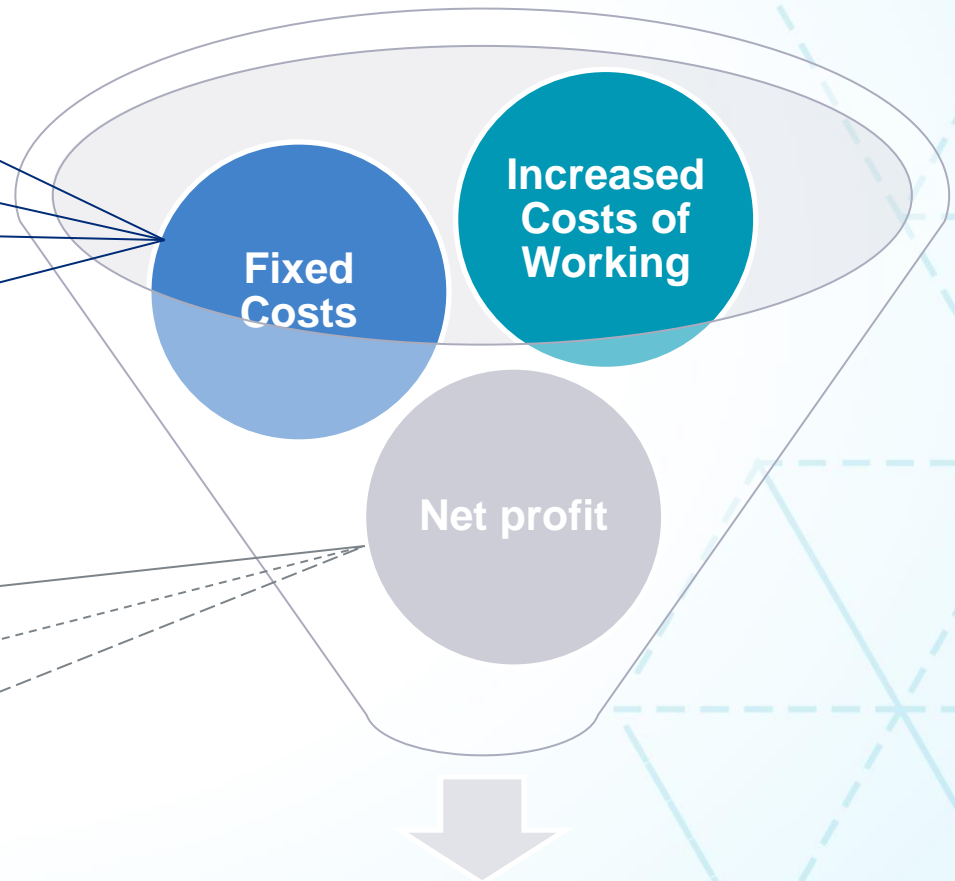 Increased
Costs of
Working
Fixed
Costs
Net profit